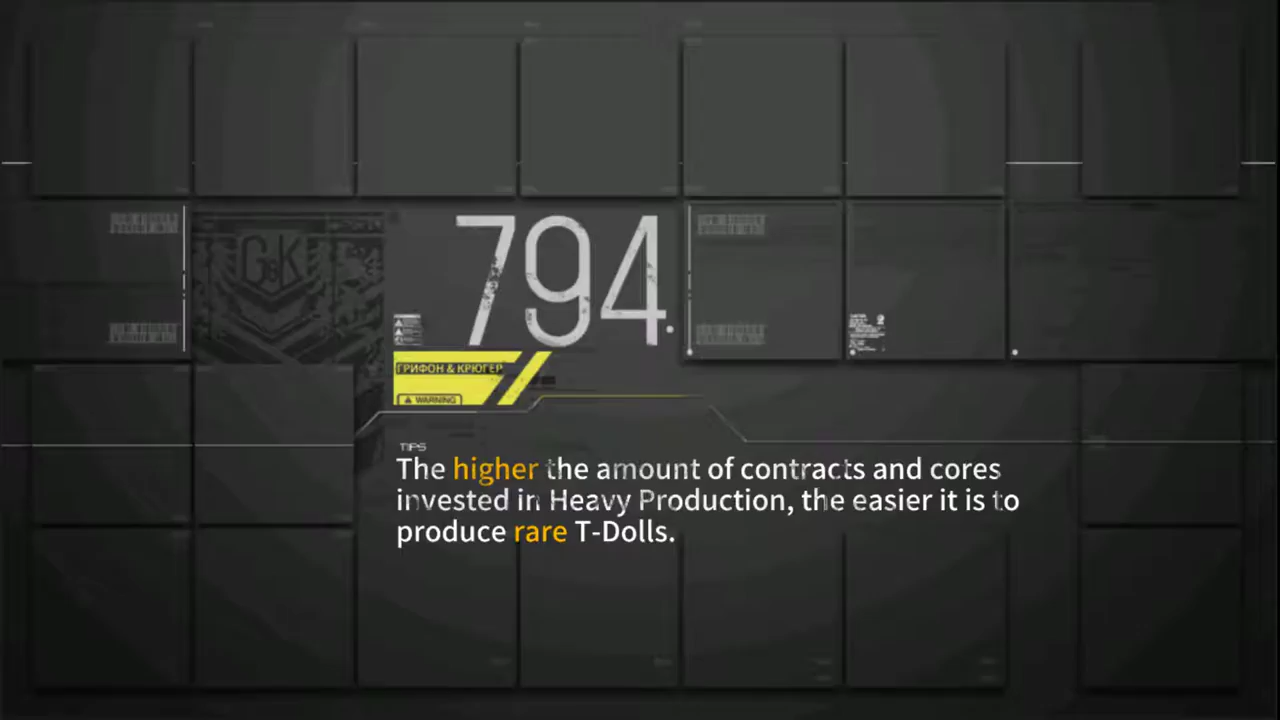 G&K
794.
ГРИФОН & КРЮГЕР
WARNING
TIPS
The higher the amount of contracts and cores
invested in Heavy Production, the easier it is to
produce rare T-Dolls.